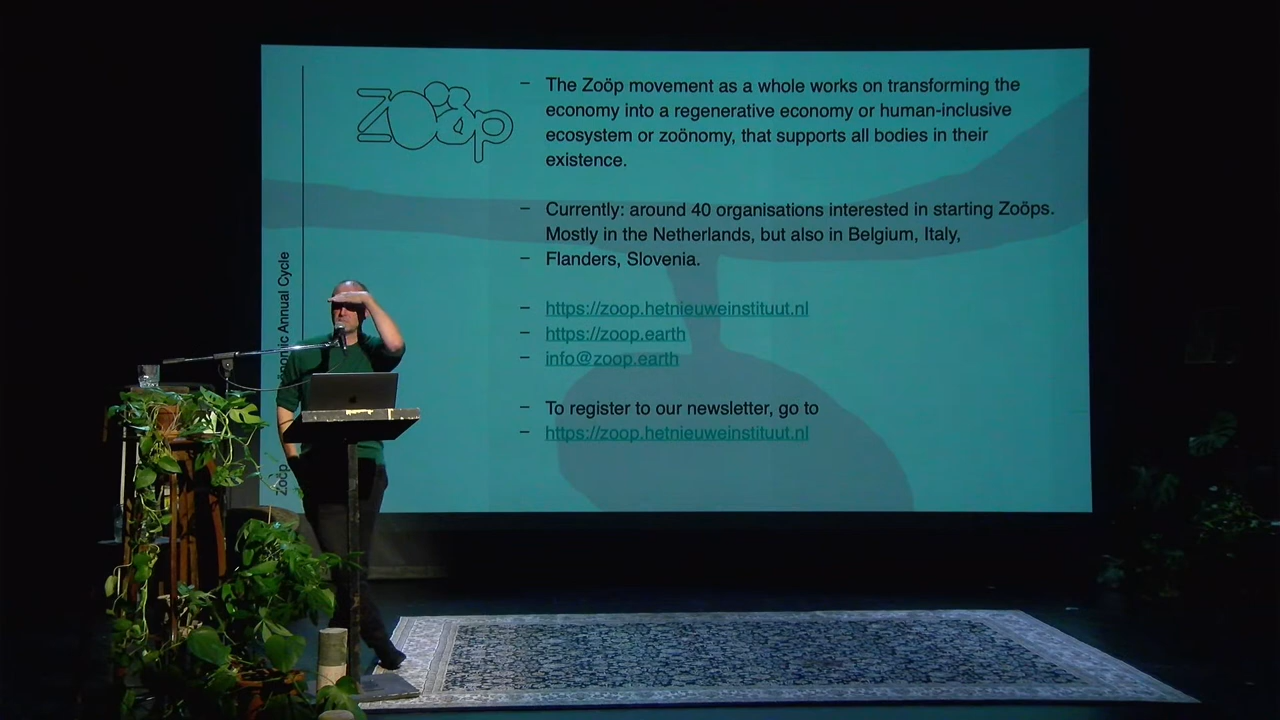 Zoöp
– The Zoöp movement as a whole works on transforming the
economy into a regenerative economy or human-inclusive
ecosystem or zoönomy, that supports all bodies in their
existence.
– Currently: around 40 organisations interested in starting Zoöps.
Mostly in the Netherlands, but also in Belgium, Italy,
– Flanders, Slovenia.
– https://zoop.hetnieuweinstituut.nl
– https://zoop.earth
– info@zoop.earth
– To register to our newsletter, go to
– https://zoop.hetnieuweinstituut.nl
Zoöp
Annual Cycle